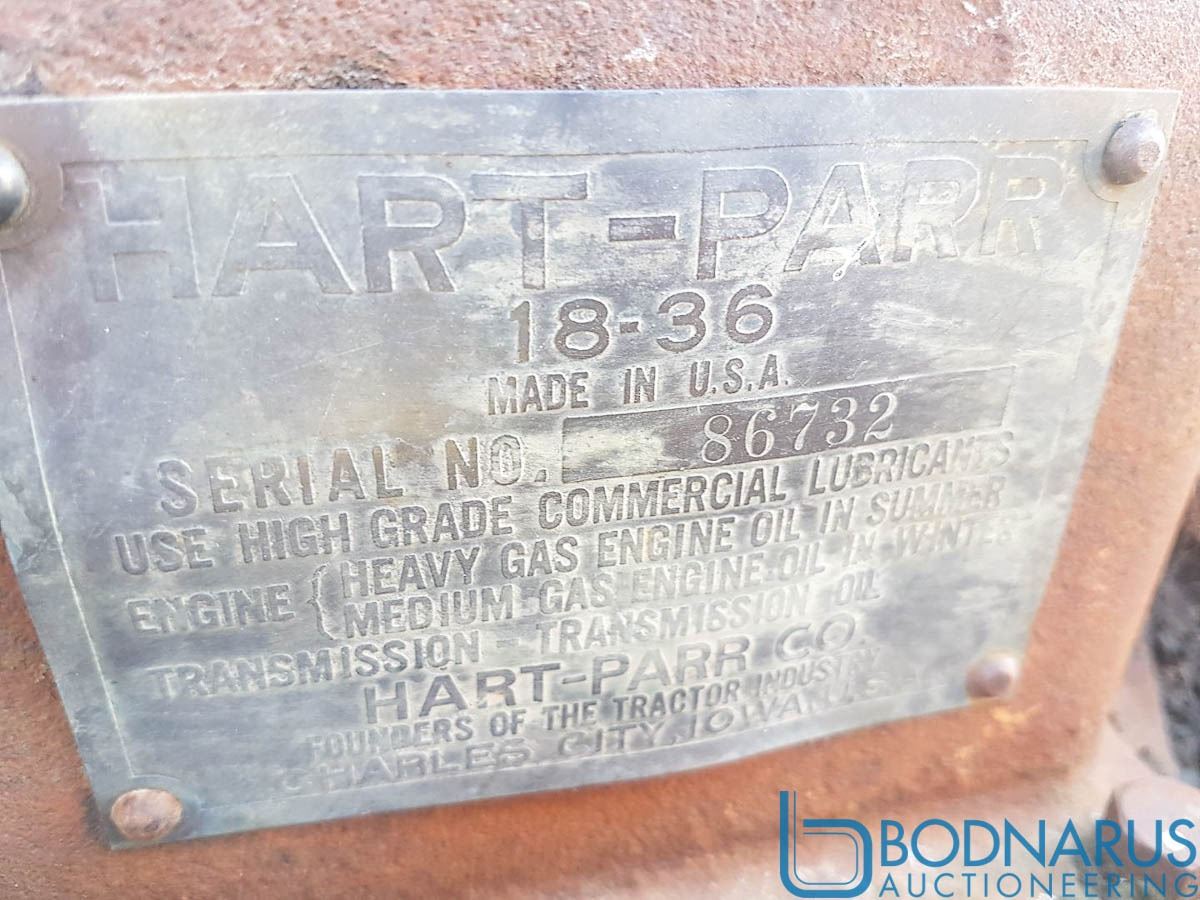 HART-PARR
18-36
MADE IN U.S.A.
SERIAL NO. 86732
USE HIGH GRADE COMMERCIAL LUBRICANTS
ENGINE { HEAVY GAS ENGINE OIL IN SUMMER
MEDIUM GAS ENGINE OIL IN WINTER
TRANSMISSION - TRANSMISSION OIL
HART-PARR CO.
FOUNDERS OF THE TRACTOR INDUSTRY
CHARLES CITY, IOWA. U.S.
BODNARUS
AUCTIONEERING